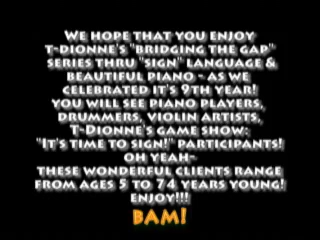 We hope that you enjoy
T-Dionne's "Bridging the Gap"
series thru "sign" language &
beautiful piano - as we
celebrated it's 9th year!
You will see piano players,
drummers, violin artists,
T-Dionne's game show:
"It's time to sign!" participants!
Oh yeah-
these wonderful clients range
from ages 5 to 74 years young!
Enjoy!!!
BAM!